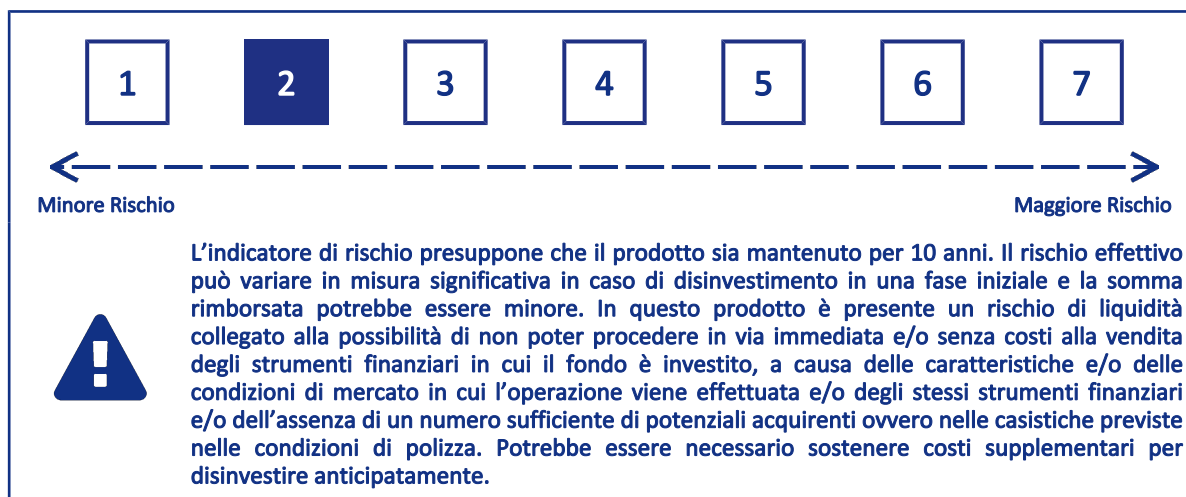 1 2 3 4 5 6 7
Minore Rischio Maggiore Rischio
L'indicatore di rischio presuppone che il prodotto sia mantenuto per 10 anni. Il rischio effettivo
può variare in misura significativa in caso di disinvestimento in una fase iniziale e la somma
rimborsata potrebbe essere minore. In questo prodotto è presente un rischio di liquidità
collegato alla possibilità di non poter procedere in via immediata e/o senza costi alla vendita
degli strumenti finanziari in cui il fondo è investito, a causa delle caratteristiche e/o delle
condizioni di mercato in cui l'operazione viene effettuata e/o degli stessi strumenti finanziari
e/o dell'assenza di un numero sufficiente di potenziali acquirenti ovvero nelle casistiche previste
nelle condizioni di polizza. Potrebbe essere necessario sostenere costi supplementari per
disinvestire anticipatamente.